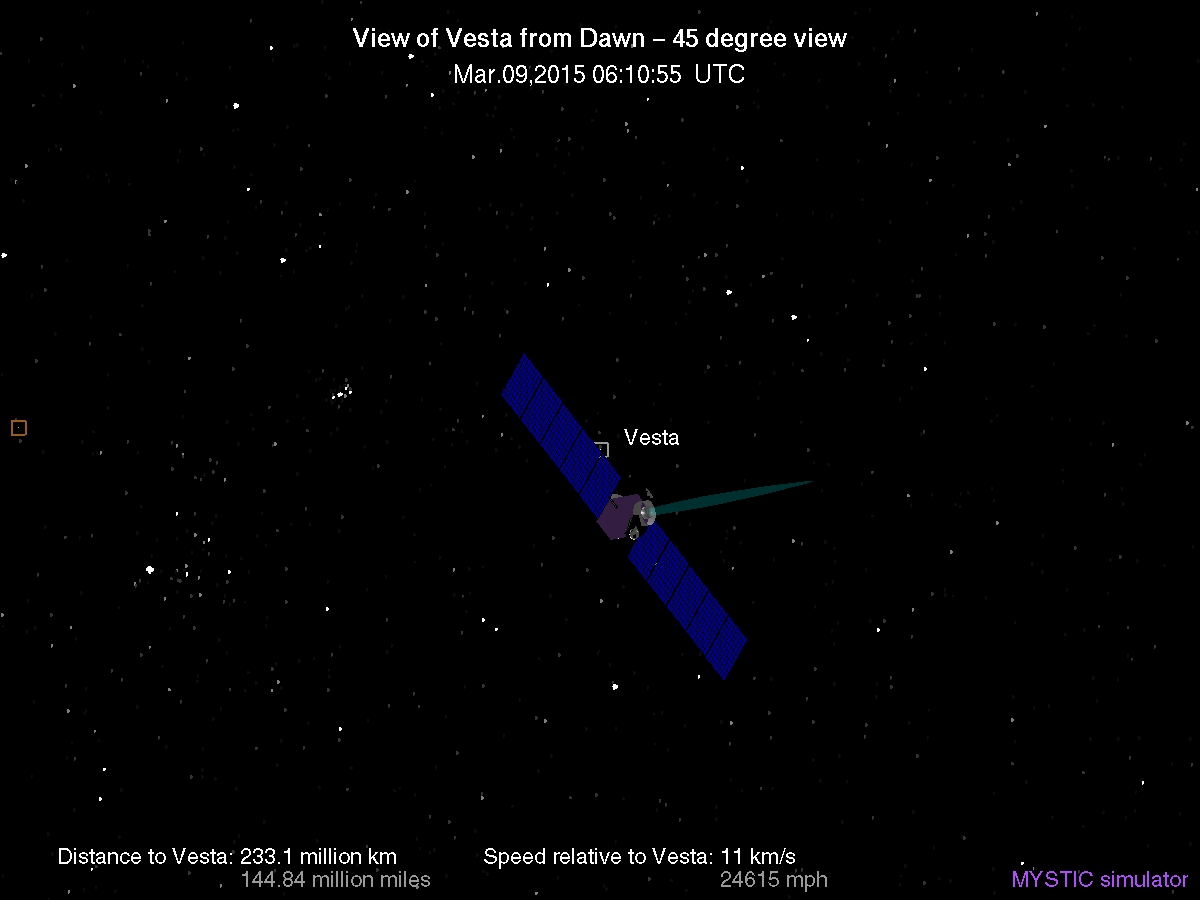 View of Vesta from Dawn – 45 degree view
Mar.09,2015 06:10:55 UTC
Vesta
Distance to Vesta: 233.1 million km
144.84 million miles
Speed relative to Vesta: 11 km/s
24615 mph
MYSTIC simulator